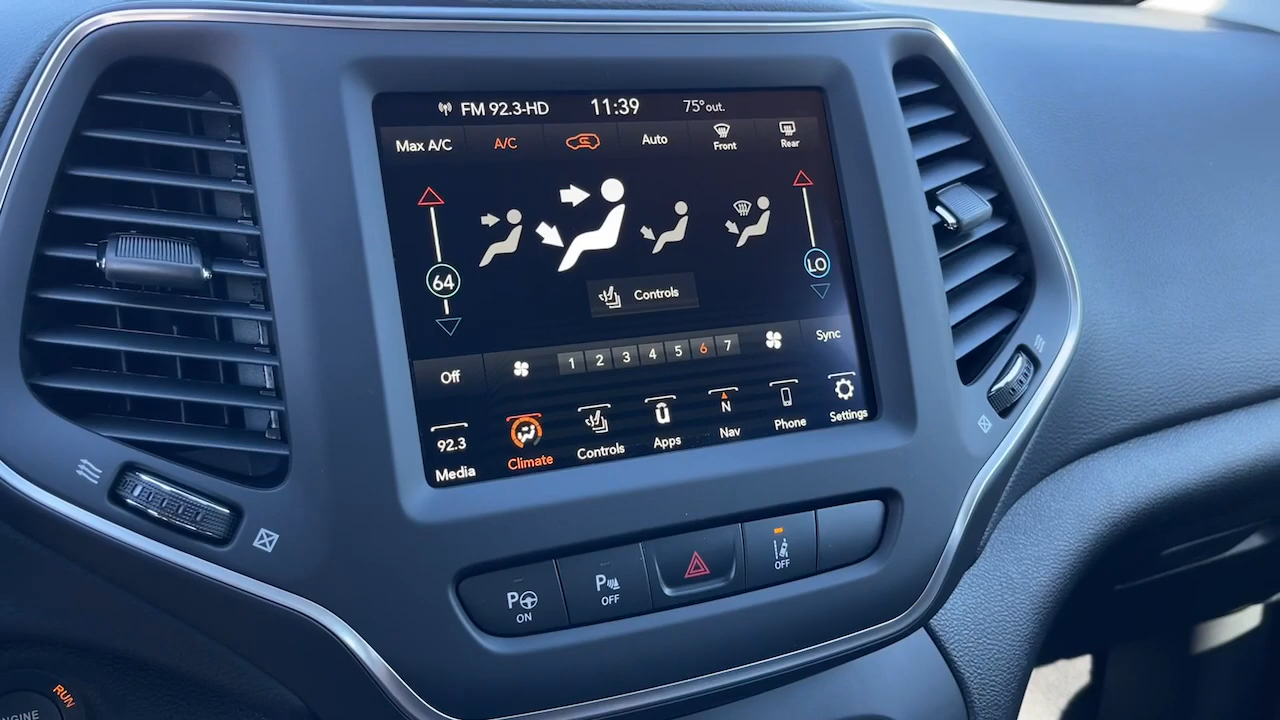 FM 92.3-HD 11:39 75° out.
Max A/C A/C Auto Front Rear
64 LO
Controls
Off 1 2 3 4 5 6 7 Sync
92.3 N
Media Climate Controls Apps Nav Phone Settings
P ON
P OFF
OFF
ENGINE
RUN